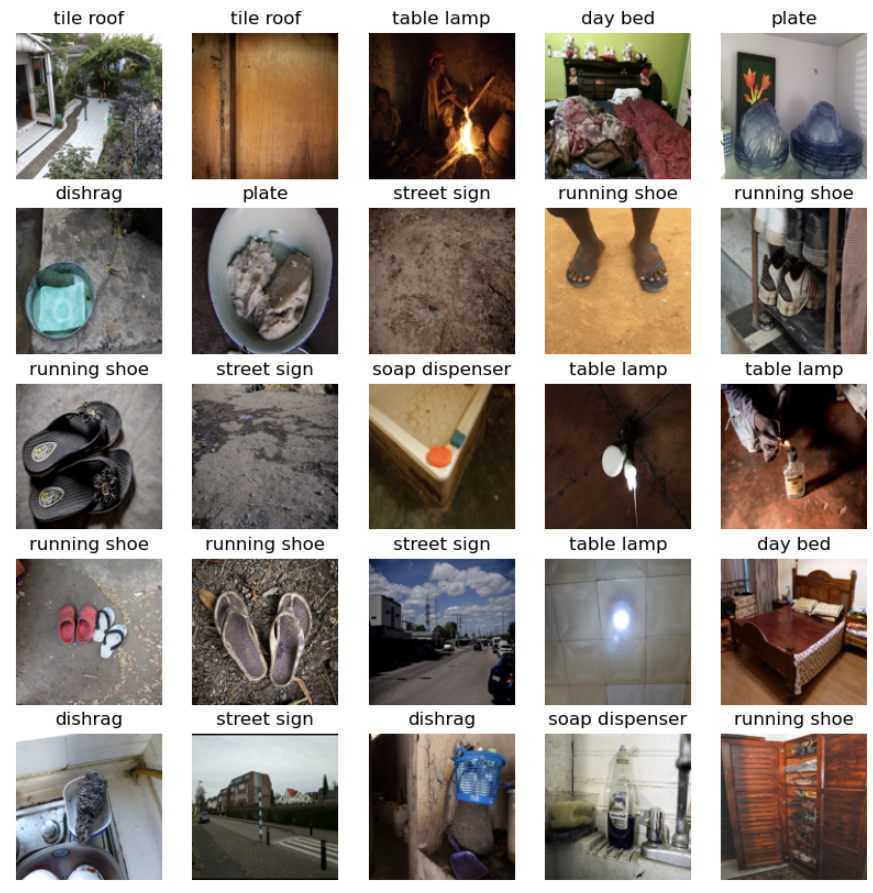 tile roof
tile roof
table lamp
day bed
plate
dishrag
plate
street sign
running shoe
running shoe
running shoe
street sign
soap dispenser
table lamp
table lamp
running shoe
running shoe
street sign
table lamp
day bed
dishrag
street sign
dishrag
soap dispenser
running shoe